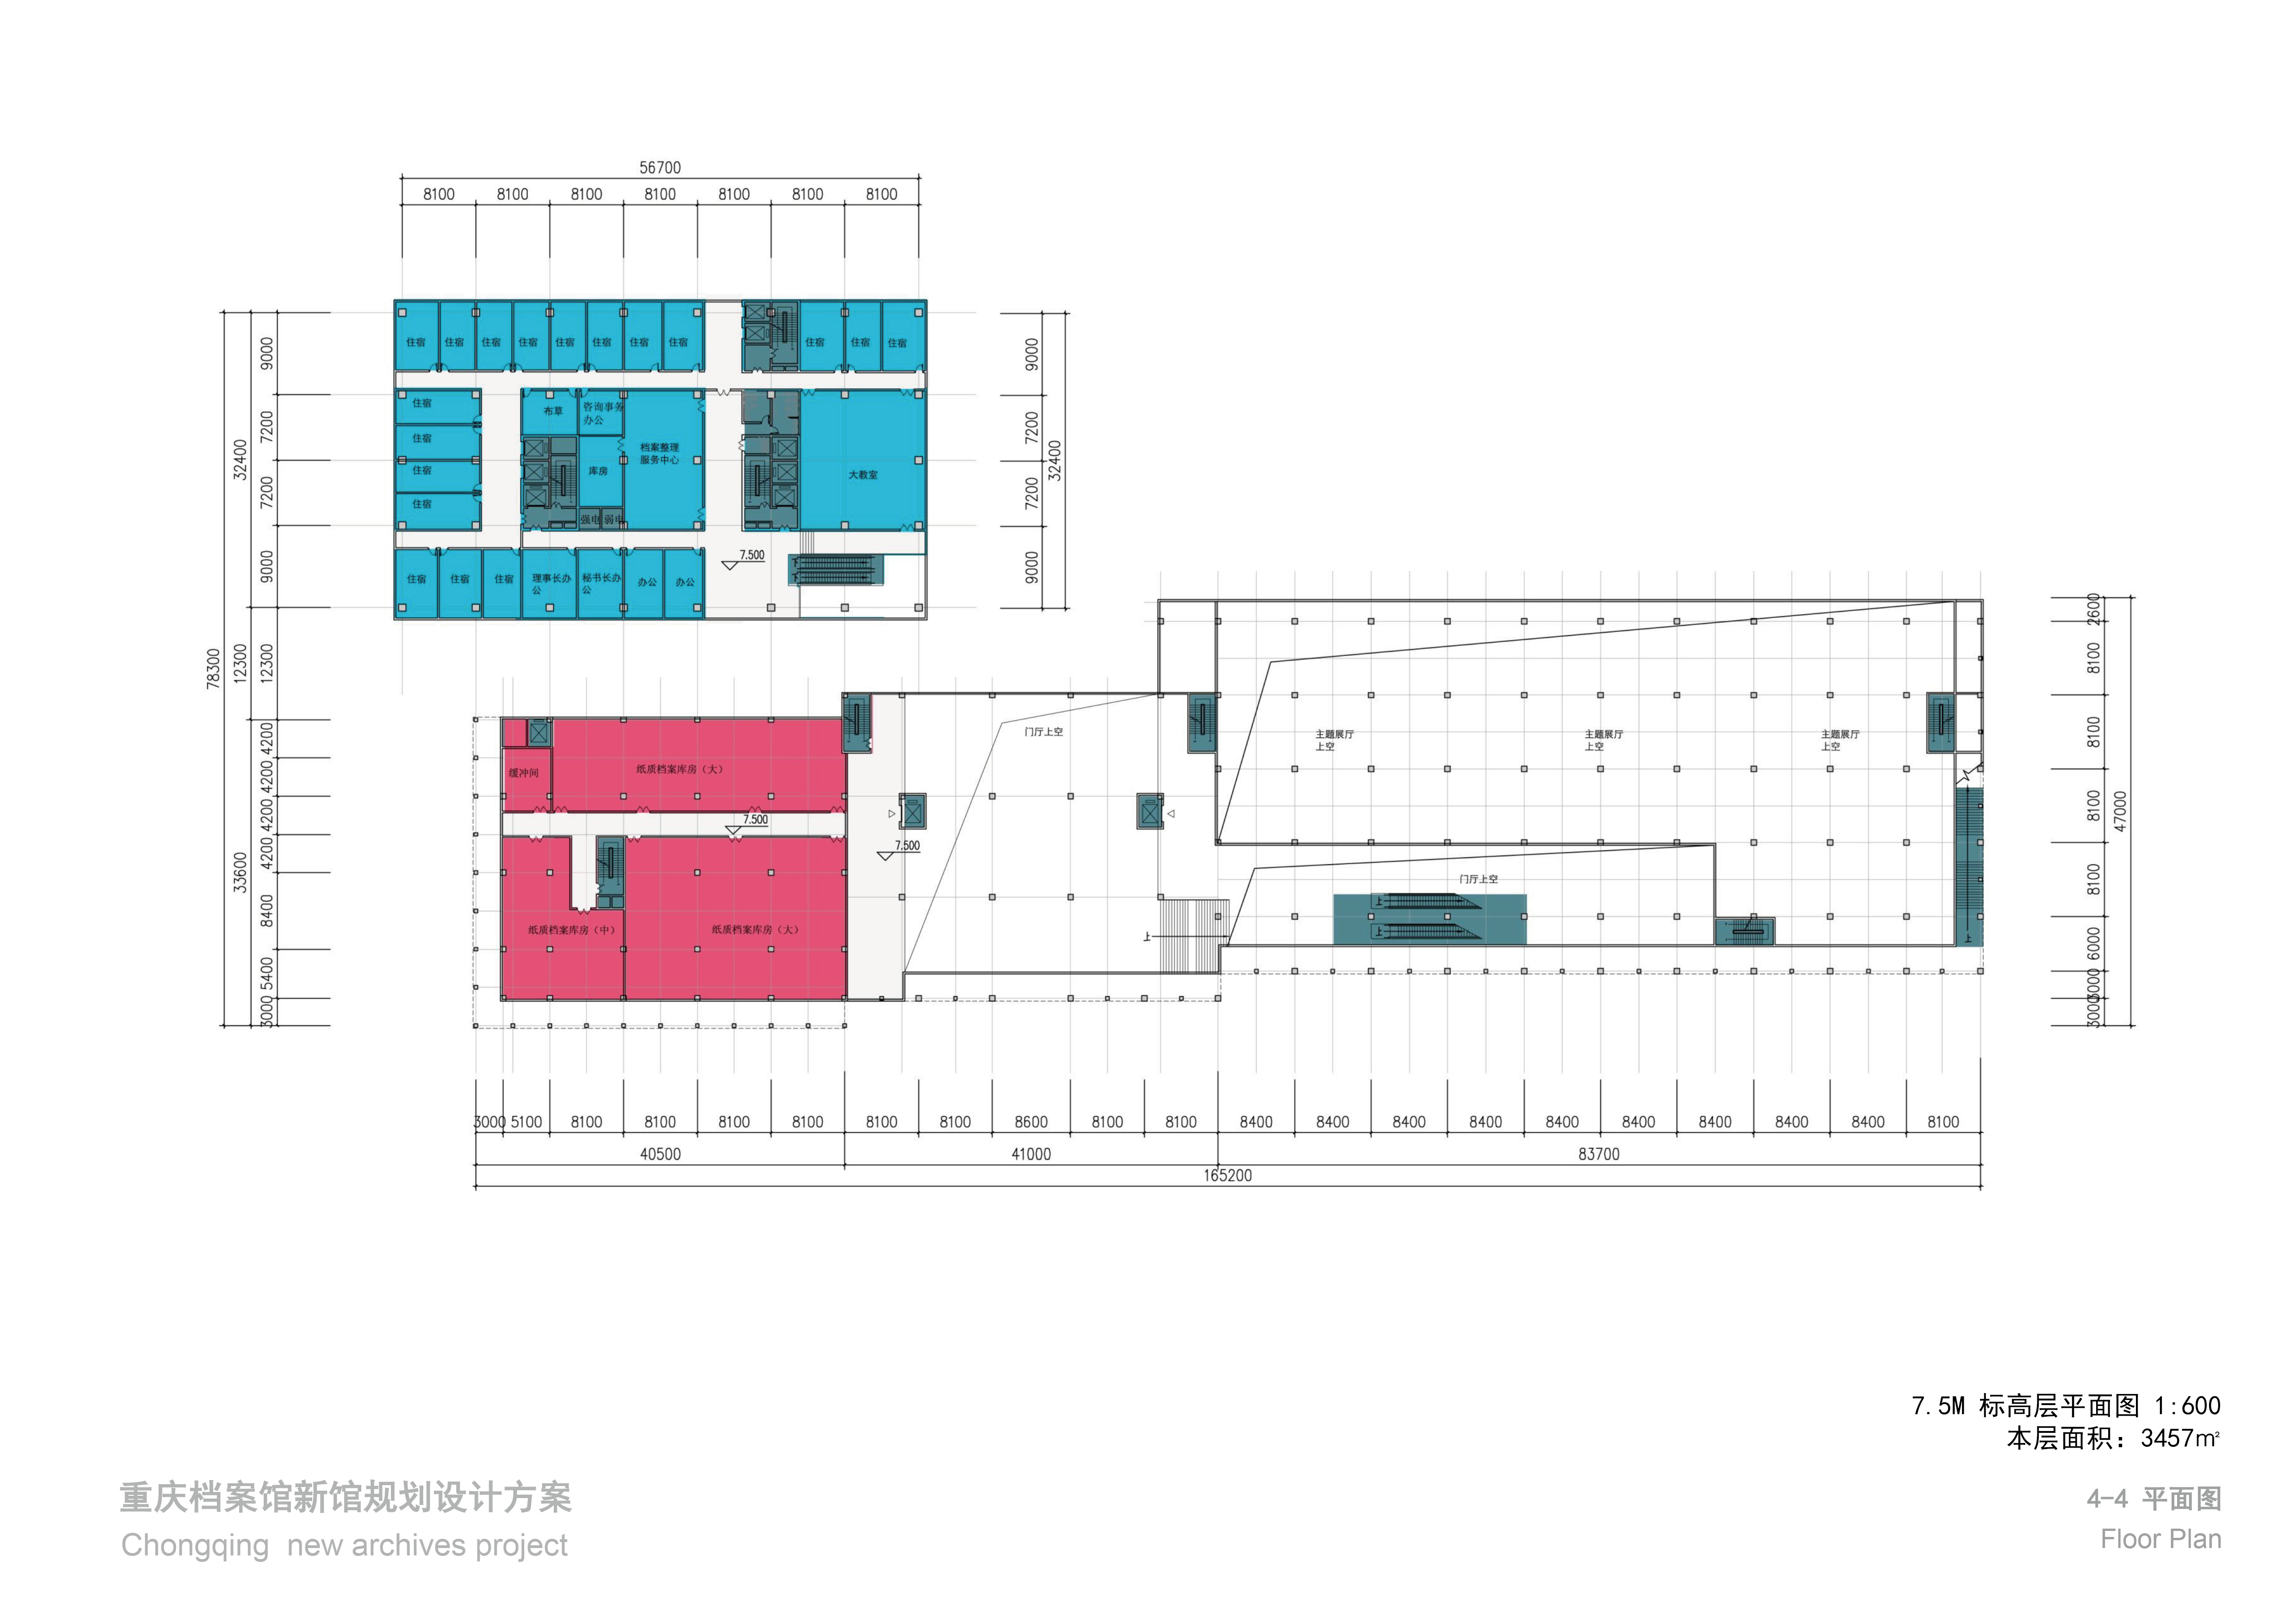 56700
8100 8100 8100 8100 8100 8100 8100
住宿 住宿 住宿 住宿 住宿 住宿 住宿 住宿 住宿 住宿 住宿
9000
7200
7200
9000
32400
12300
12300
78300
4200
4200
4200
4200
8400
5400
3000
33600
9000
7200
7200
9000
32400
住宿
住宿
住宿
住宿
布草
咨询事务
办公
档案整理
服务中心
库房
大教室
强电 弱电
7.500
住宿 住宿 住宿
理事长办
公
秘书长办
公
办公 办公
下
下
缓冲间
纸质档案库房（大）
7.500
纸质档案库房（中）
纸质档案库房（大）
7.500
门厅上空
上
主题展厅
上空
主题展厅
上空
主题展厅
上空
门厅上空
上
上
上
2600
8100
8100
8100
8100
6000
3000
3000
47000
3000 5100 8100 8100 8100 8100 8100 8100 8600 8100 8100 8400 8400 8400 8400 8400 8400 8400 8400 8400 8100
40500 41000 83700
165200
7.5M 标高层平面图 1:600
本层面积：3457㎡
重庆档案馆新馆规划设计方案
Chongqing new archives project
4-4 平面图
Floor Plan